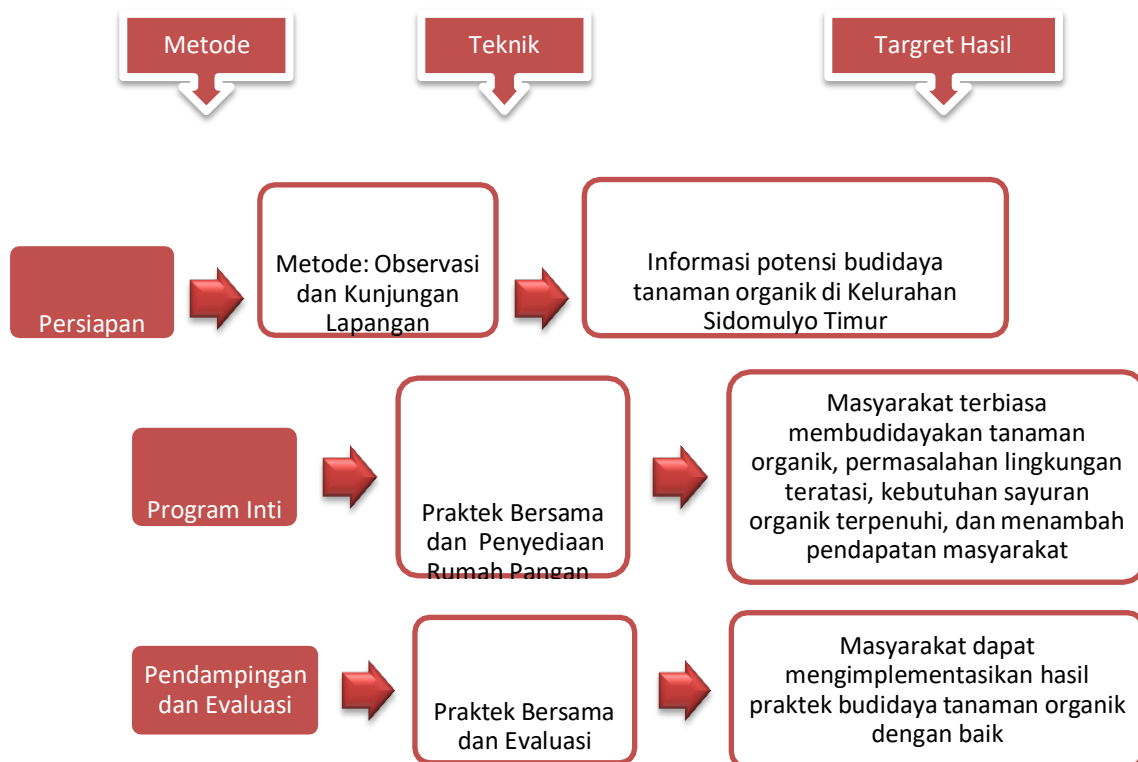 Metode
Teknik
Targret Hasil
Persiapan
Metode: Observasi
dan Kunjungan
Lapangan
Informasi potensi budidaya
tanaman organik di Kelurahan
Sidomulyo Timur
Program Inti
Praktek Bersama
dan Penyediaan
Rumah Pangan
Masyarakat terbiasa
membudidayakan tanaman
organik, permasalahan lingkungan
teratasi, kebutuhan sayuran
organik terpenuhi, dan menambah
pendapatan masyarakat
Pendampingan
dan Evaluasi
Praktek Bersama
dan Evaluasi
Masyarakat dapat
mengimplementasikan hasil
praktek budidaya tanaman organik
dengan baik